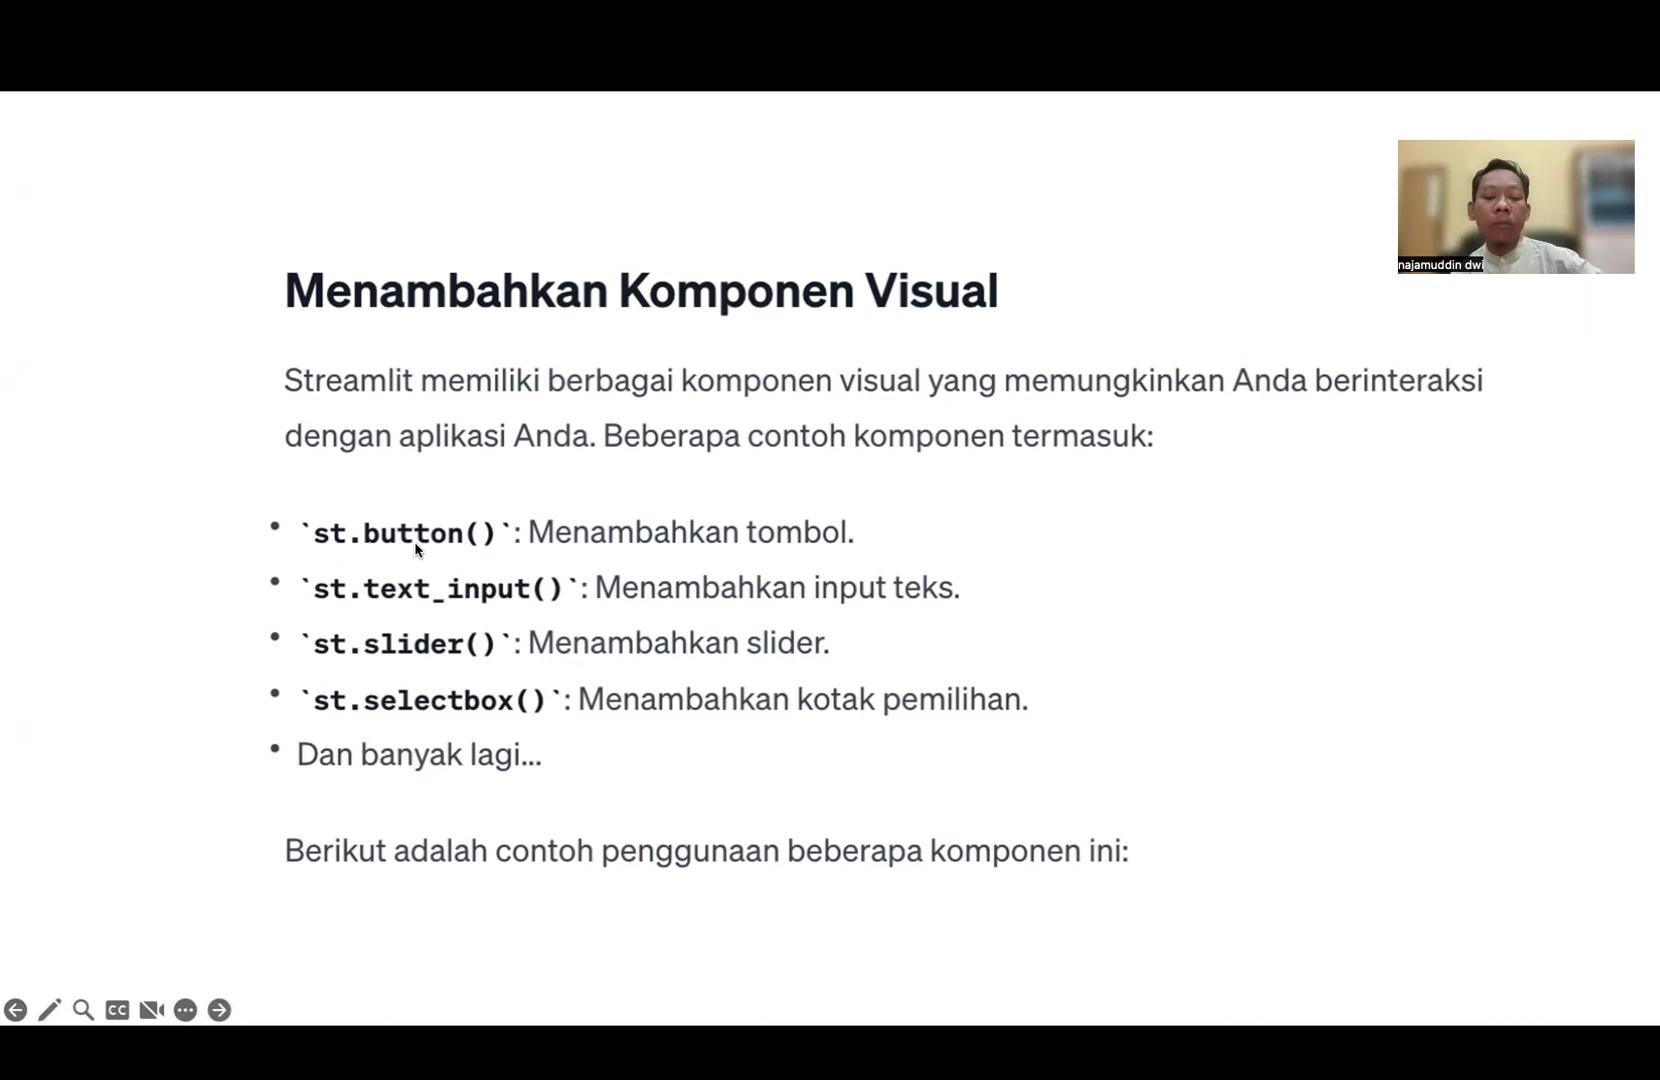 najamuddin dwi
Menambahkan Komponen Visual
Streamlit memiliki berbagai komponen visual yang memungkinkan Anda berinteraksi
dengan aplikasi Anda. Beberapa contoh komponen termasuk:
• `st.button()`: Menambahkan tombol.
• `st.text_input()`: Menambahkan input teks.
• `st.slider()`: Menambahkan slider.
• `st.selectbox()`: Menambahkan kotak pemilihan.
• Dan banyak lagi...
Berikut adalah contoh penggunaan beberapa komponen ini:
CC